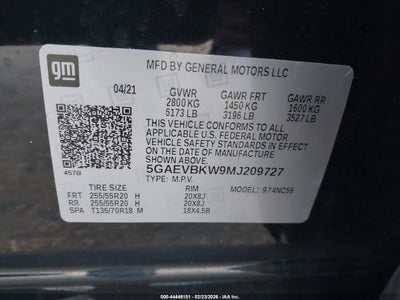 gm
MFD BY GENERAL MOTORS LLC
04/21
GVWR GAWR FRT GAWR RR
2800 KG 1450 KG 1600 KG
6173 LB 3196 LB 3527 LB
THIS VEHICLE CONFORMS TO ALL APPLICABLE
U.S. FEDERAL MOTOR
VEHICLE SAFETY STANDARDS IN EFFECT ON
THE DATE OF MANUFACTURE SHOWN ABOVE.
457B
5GAEVBKW9MJ209727
TYPE: M.P.V. MODEL:
TIRE SIZE RIM
FRT 255/55R20 H 20X8J
RR 255/55R20 H 20X8J
SPA T135/70R18 M 18X4.5B
000-44446151 - 02/23/2026 - IAA Holdings, LLC